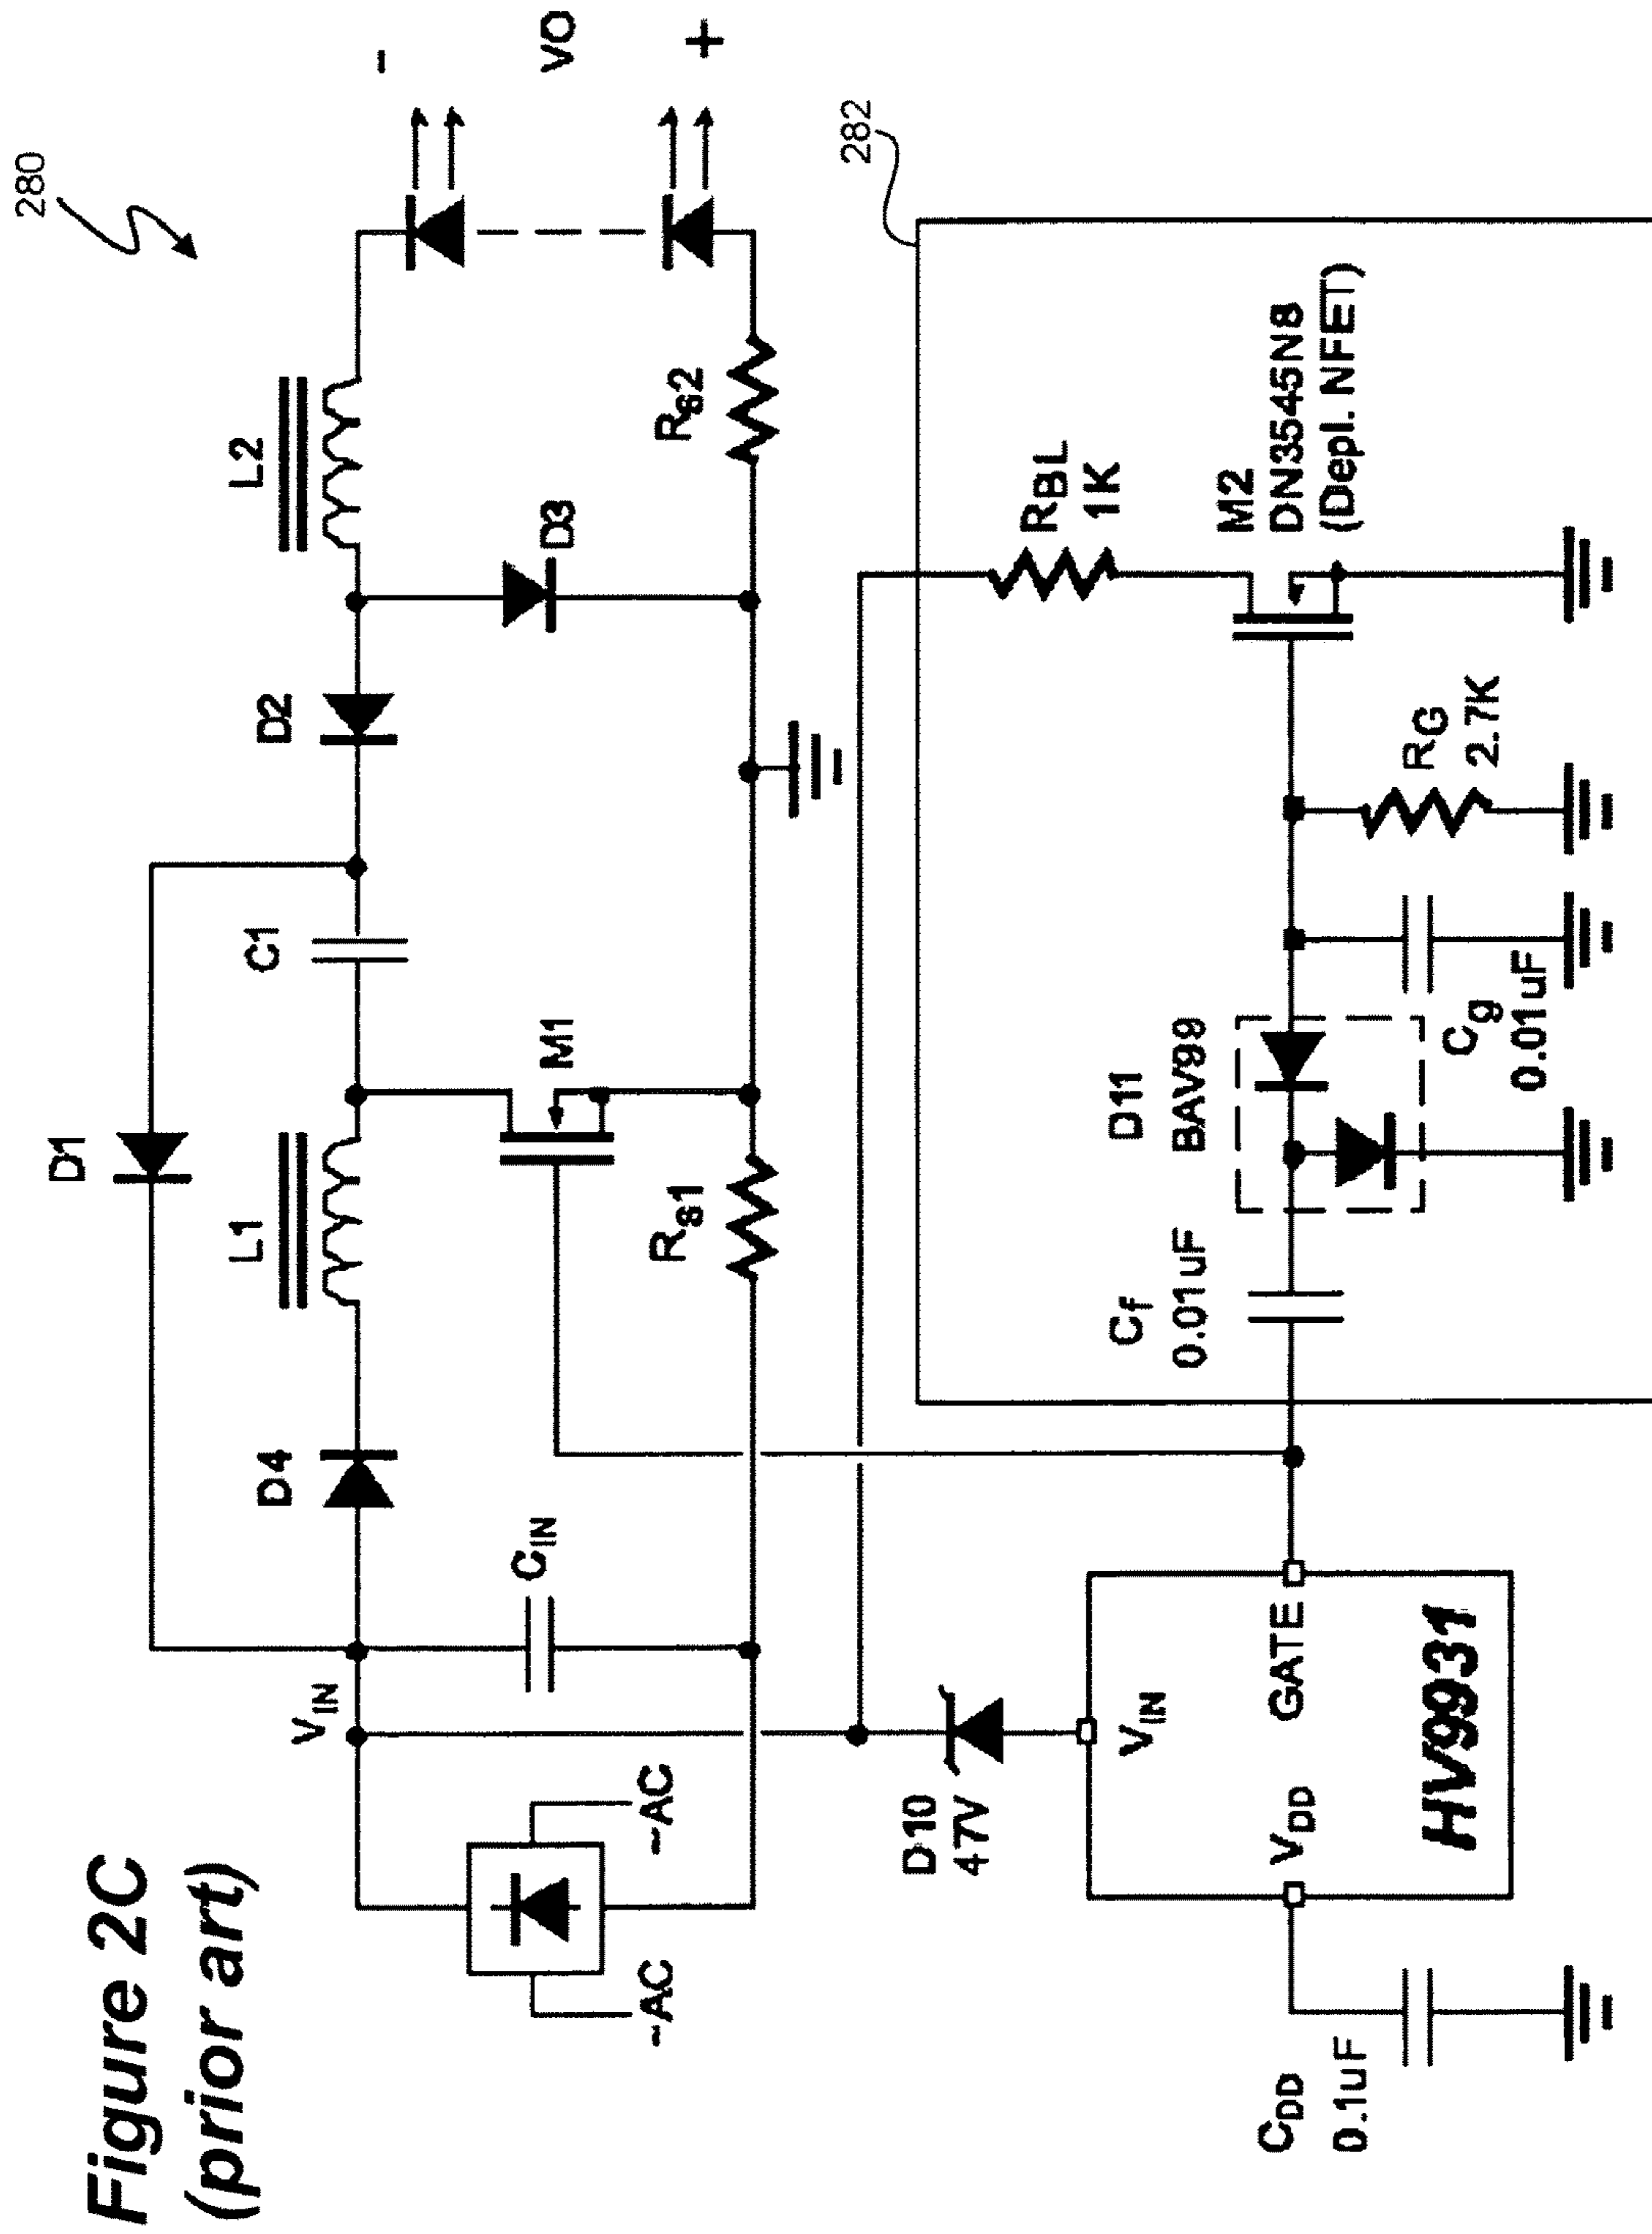 Figure 2C
(prior art)
280
D1
L1
C1
D2
L2
D4
VIN
CIN
M1
D3
-
VO
+
~AC
~AC
Rs1
Rs2
282
D10
47V
VIN
VDD
GATE
HV9931
CDD
0.1uF
Cf
0.01uF
D11
BAV99
Cg
0.01uF
RG
2.7K
RBL
1K
M2
DN3545N8
(Depl. NFET)